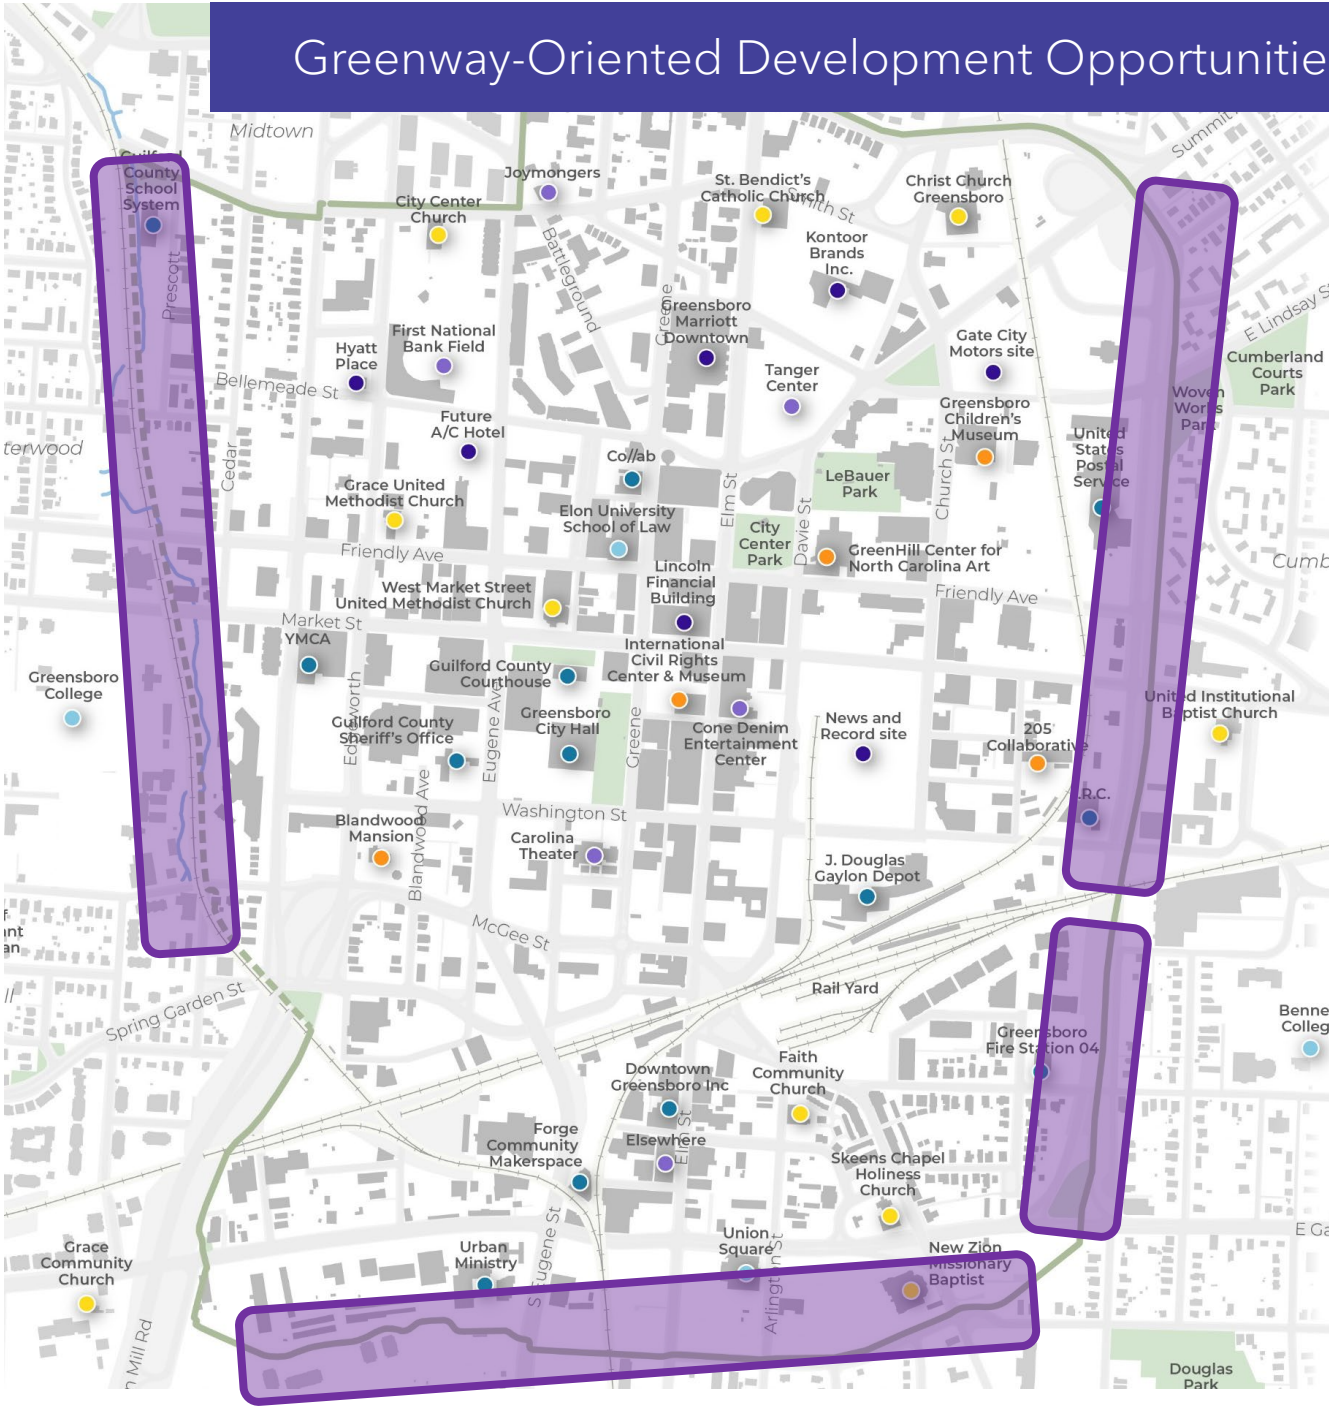 Greenway-Oriented Development Opportunitie
Midtown
Summit
Guilford
County
School
System
Joymongers
City Center
Church
St. Bendict's
Catholic Church
Smith St
Christ Church
Greensboro
Kontoor
Brands
Inc.
Prescott
Battleground
Greene
Greensboro
Marriott
Downtown
E Lindsay S
First National
Bank Field
Hyatt
Place
Gate City
Motors site
Cumberland
Courts
Park
Tanger
Center
Bellemeade St
Woven
Works
Park
Greensboro
Children's
Museum
Future
A/C Hotel
United
States
Postal
Service
terwood
Cedar
Co//ab
Church St
LeBauer
Park
Elm St
Grace United
Methodist Church
Elon University
School of Law
City
Center
Park
Davie St
Friendly Ave
GreenHill Center for
North Carolina Art
Cumb
Lincoln
Financial
Building
West Market Street
United Methodist Church
Friendly Ave
Market St
YMCA
International
Civil Rights
Center & Museum
Guilford County
Courthouse
Greensboro
College
Edgeworth
Eugene Ave
United Institutional
Baptist Church
Guilford County
Sheriff's Office
Greensboro
City Hall
Greene
Cone Denim
Entertainment
Center
News and
Record site
205
Collaborative
.R.C.
Washington St
Blandwood Ave
Blandwood
Mansion
Carolina
Theater
J. Douglas
Gaylon Depot
McGee St
nt
an
Spring Garden St
Rail Yard
Benne
Colleg
Greensboro
Fire Station 04
Downtown
Greensboro Inc
Faith
Community
Church
Forge
Community
Makerspace
Elsewhere
Elm St
Skeens Chapel
Holiness
Church
E Ga
Grace
Community
Church
Urban
Ministry
S Eugene St
Union
Square
Arlington St
New Zion
Missionary
Baptist
n Mill Rd
Douglas
Park